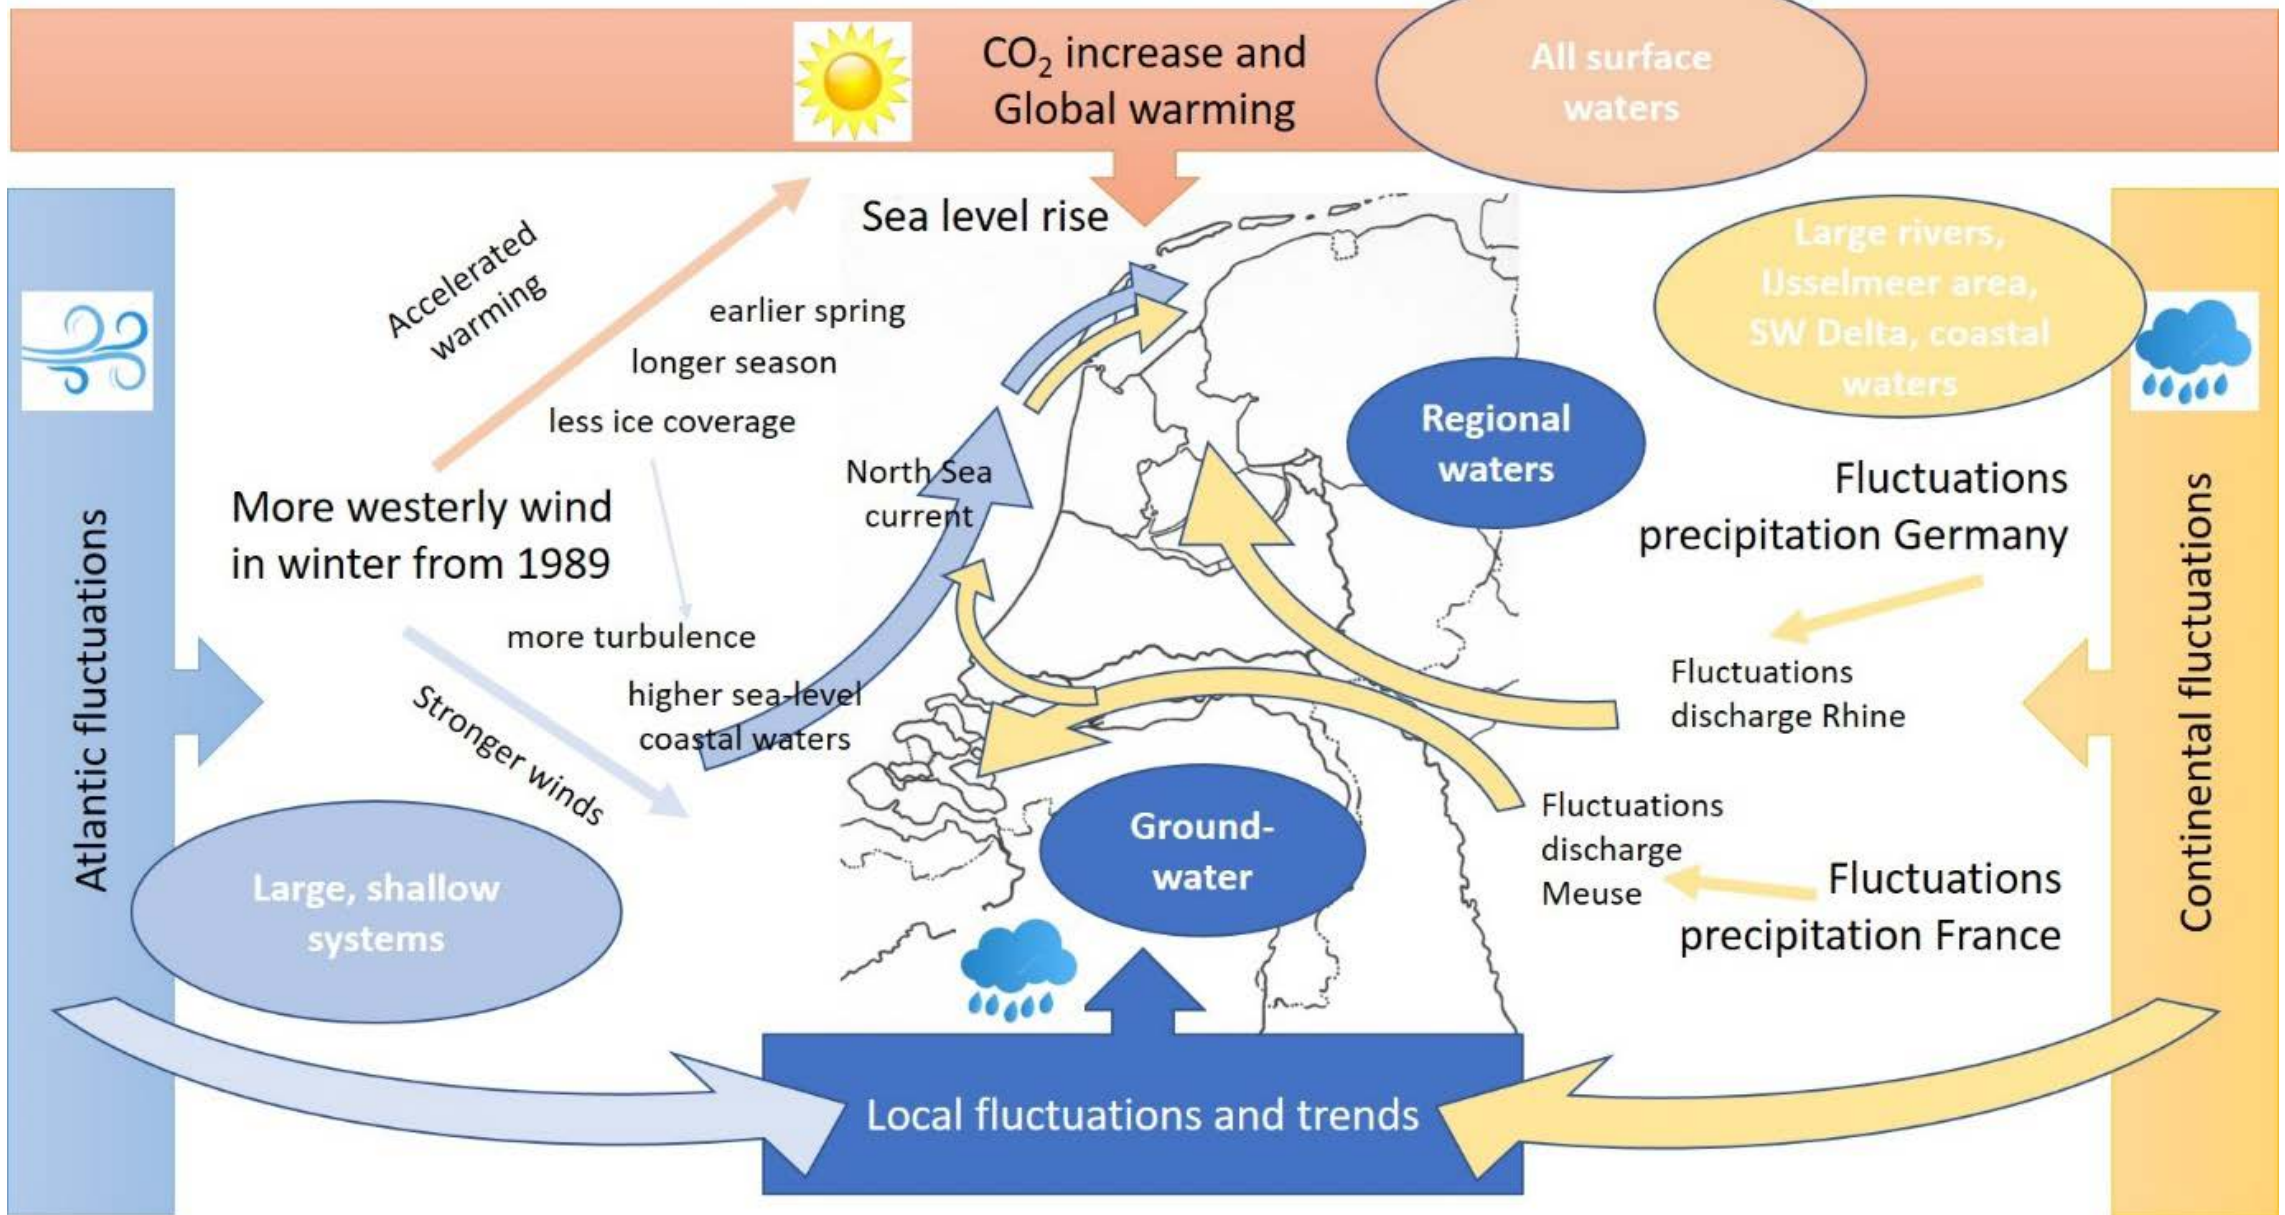 CO₂ increase and
Global warming
All surface
waters
Sea level rise
Accelerated
warming
earlier spring
longer season
less ice coverage
More westerly wind
in winter from 1989
more turbulence
higher sea-level
coastal waters
Stronger winds
North Sea
current
Atlantic fluctuations
Large, shallow
systems
Large rivers,
IJsselmeer area,
SW Delta, coastal
waters
Regional
waters
Fluctuations
precipitation Germany
Fluctuations
discharge Rhine
Fluctuations
discharge
Meuse
Fluctuations
precipitation France
Continental fluctuations
Ground-
water
Local fluctuations and trends